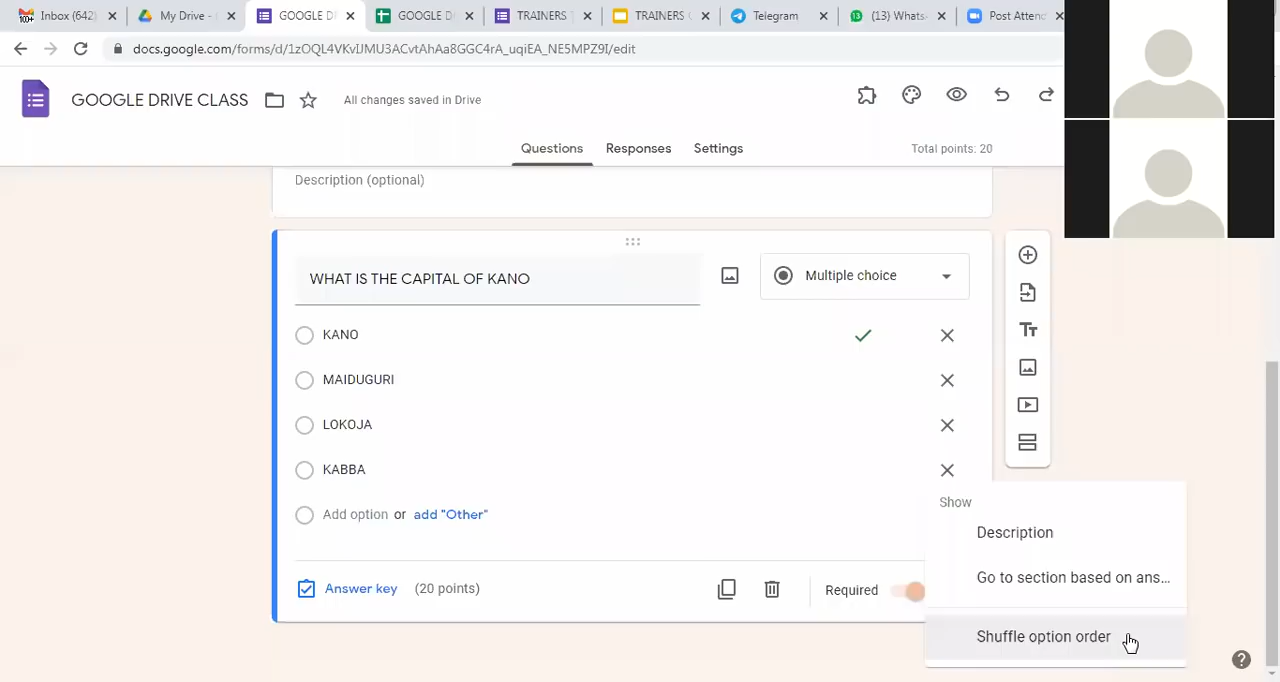 Inbox (642)
My Drive -
GOOGLE D
GOOGLE D
TRAINERS
TRAINERS
Telegram
(13) Whats
Post Attend
docs.google.com/forms/d/
/edit
GOOGLE DRIVE CLASS
All changes saved in Drive
Questions
Responses
Settings
Total points: 20
Description (optional)
WHAT IS THE CAPITAL OF KANO
Multiple choice
KANO
MAIDUGURI
LOKOJA
KABBA
Add option or add "Other"
Show
Description
Go to section based on ans...
Answer key (20 points)
Required
Shuffle option order